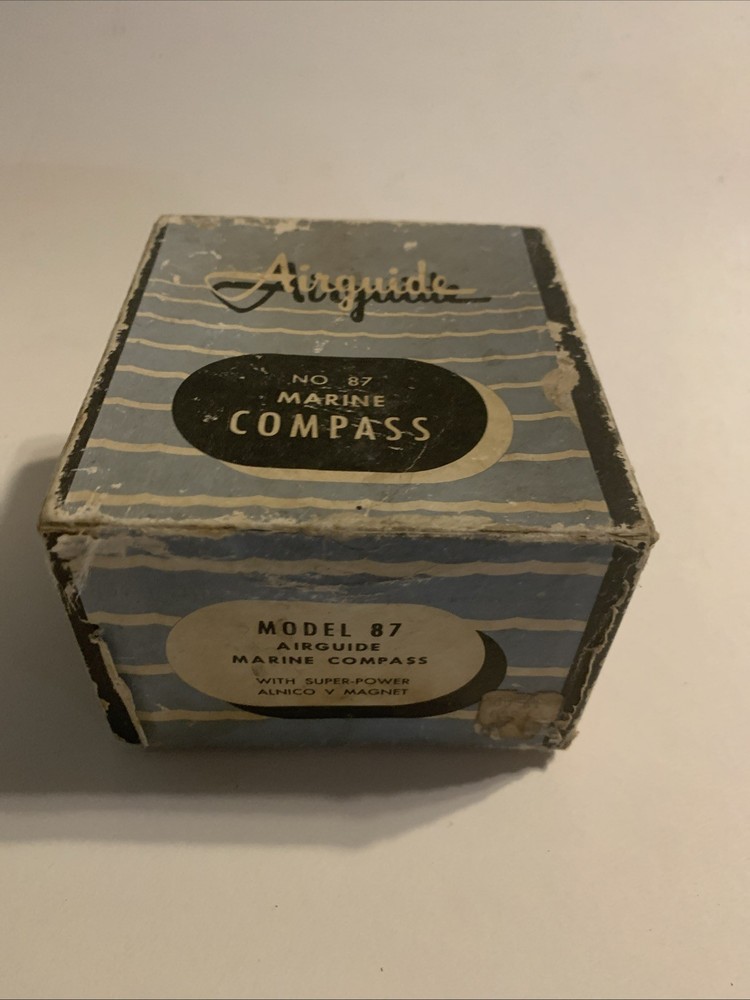 Airguide
NO 87
MARINE
COMPASS
MODEL 87
AIRGUIDE
MARINE COMPASS
WITH SUPER-POWER
ALNICO V MAGNET